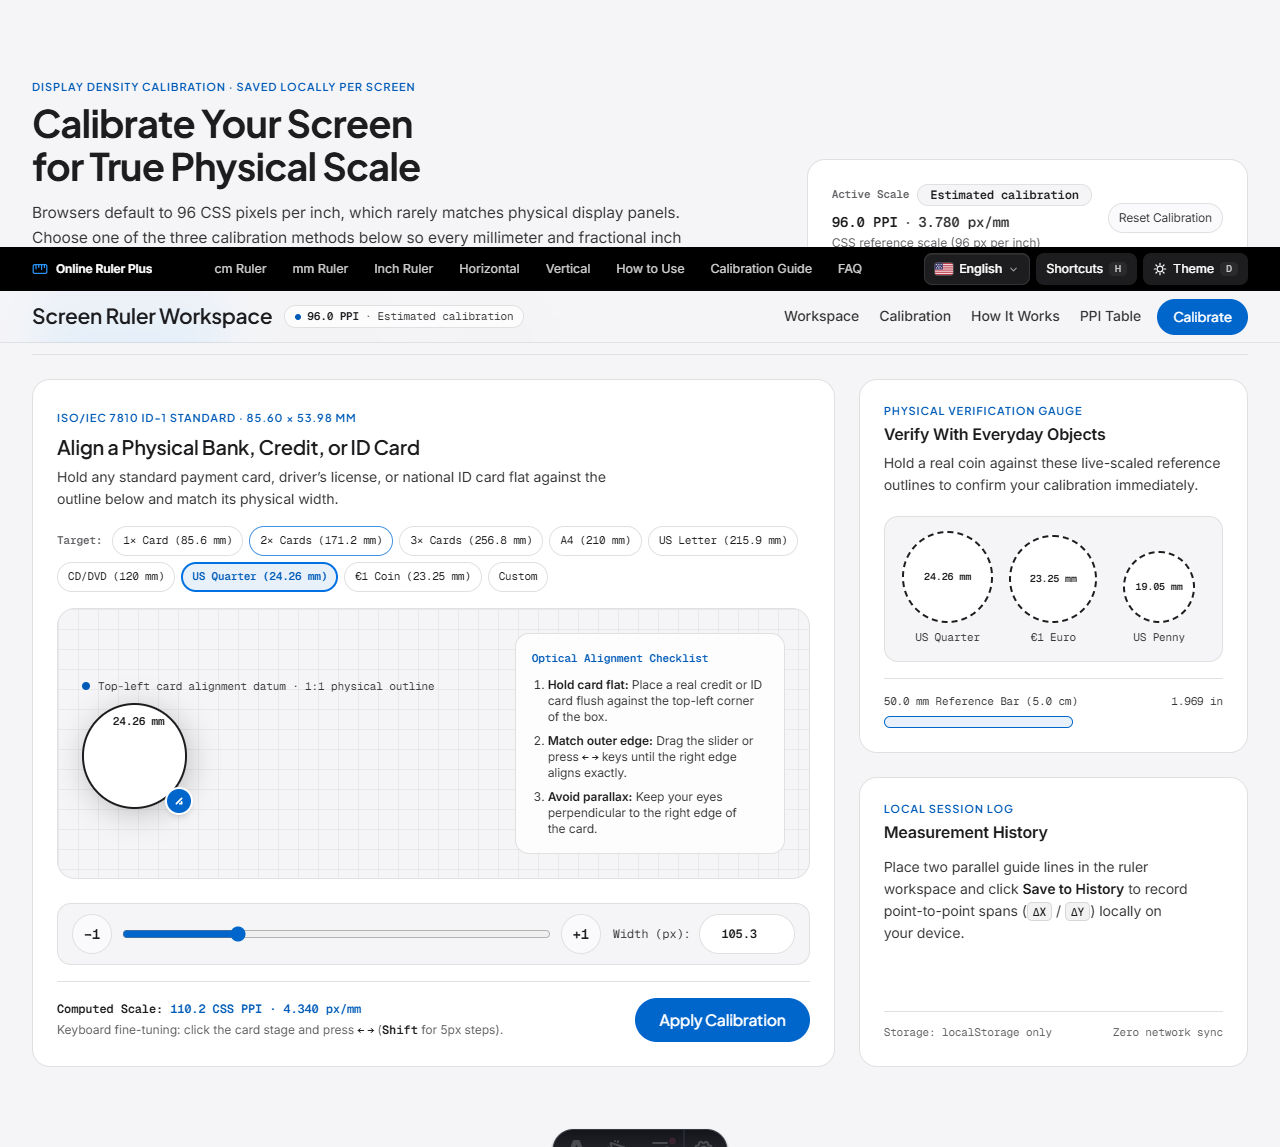 DISPLAY DENSITY CALIBRATION · SAVED LOCALLY PER SCREEN
Calibrate Your Screen
for True Physical Scale
Browsers default to 96 CSS pixels per inch, which rarely matches physical display panels.
Choose one of the three calibration methods below so every millimeter and fractional inch
Active Scale Estimated calibration
96.0 PPI · 3.780 px/mm
CSS reference scale (96 px per inch)
Reset Calibration
Online Ruler Plus cm Ruler mm Ruler Inch Ruler Horizontal Vertical How to Use Calibration Guide FAQ English Shortcuts H Theme D
Screen Ruler Workspace 96.0 PPI · Estimated calibration Workspace Calibration How It Works PPI Table Calibrate
ISO/IEC 7810 ID-1 STANDARD · 85.60 × 53.98 MM
Align a Physical Bank, Credit, or ID Card
Hold any standard payment card, driver’s license, or national ID card flat against the
outline below and match its physical width.
Target: 1× Card (85.6 mm) 2× Cards (171.2 mm) 3× Cards (256.8 mm) A4 (210 mm) US Letter (215.9 mm)
CD/DVD (120 mm) US Quarter (24.26 mm) €1 Coin (23.25 mm) Custom
Top-left card alignment datum · 1:1 physical outline
24.26 mm
Optical Alignment Checklist
1. Hold card flat: Place a real credit or ID
card flush against the top-left corner
of the box.
2. Match outer edge: Drag the slider or
press ←→ keys until the right edge
aligns exactly.
3. Avoid parallax: Keep your eyes
perpendicular to the right edge of
the card.
−1 +1 Width (px): 105.3
Computed Scale: 110.2 CSS PPI · 4.340 px/mm
Keyboard fine-tuning: click the card stage and press ←→ (Shift for 5px steps).
Apply Calibration
PHYSICAL VERIFICATION GAUGE
Verify With Everyday Objects
Hold a real coin against these live-scaled reference
outlines to confirm your calibration immediately.
24.26 mm 23.25 mm 19.05 mm
US Quarter €1 Euro US Penny
50.0 mm Reference Bar (5.0 cm) 1.969 in
LOCAL SESSION LOG
Measurement History
Place two parallel guide lines in the ruler
workspace and click Save to History to record
point-to-point spans (ΔX / ΔY) locally on
your device.
Storage: localStorage only Zero network sync